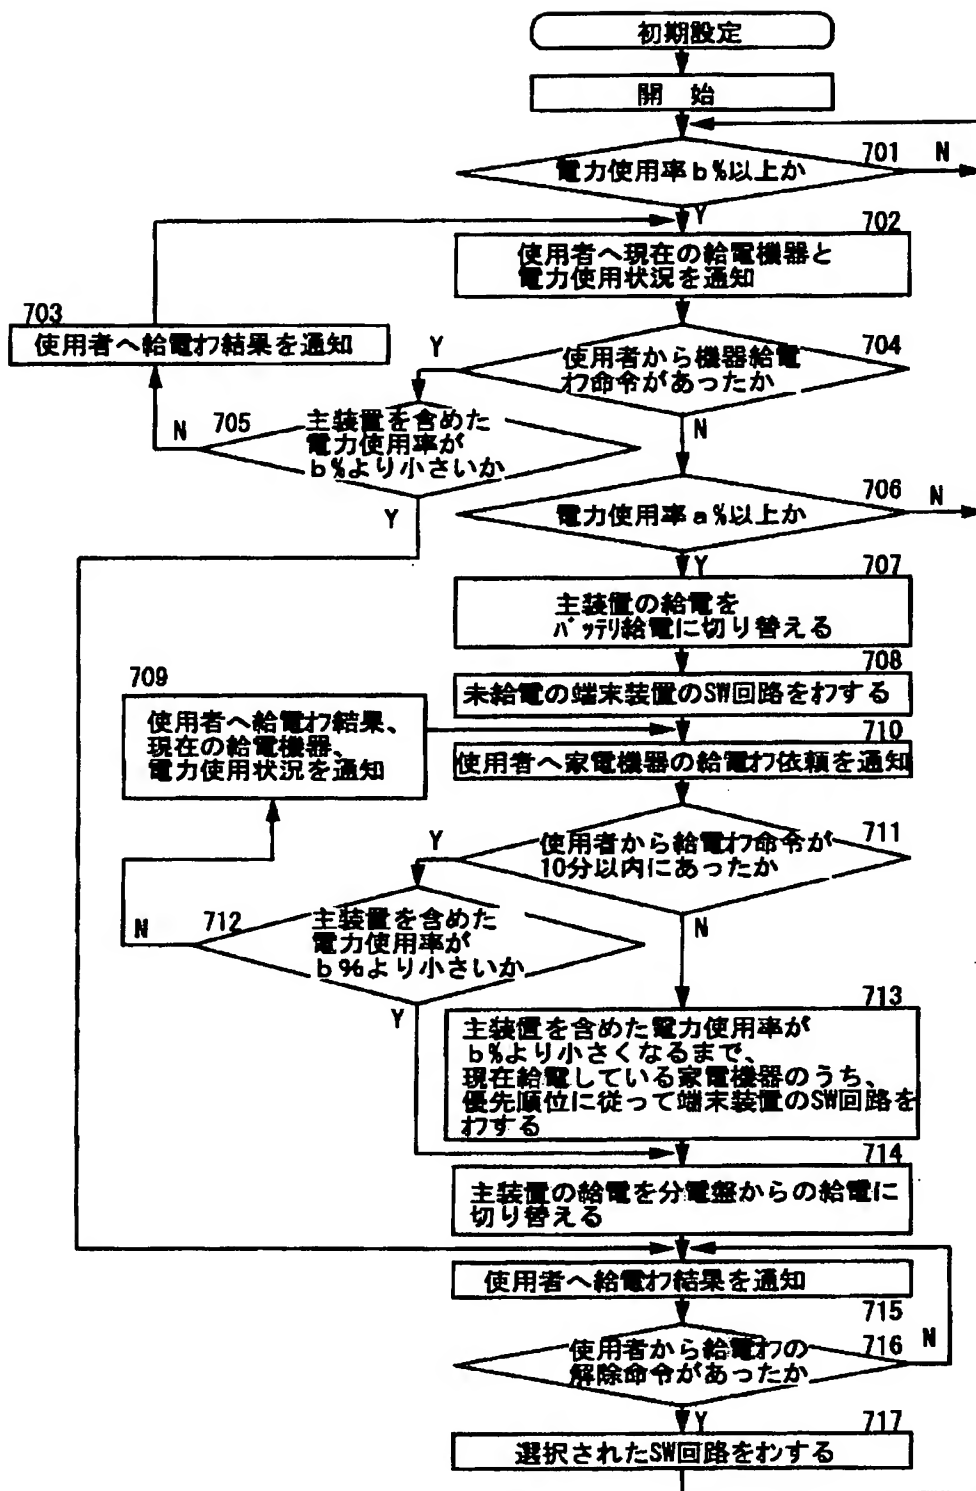 初期設定
開 始
701
N
電力使用率b%以上か
Y
702
使用者へ現在の給電機器と
電力使用状況を通知
703
使用者へ給電ｵﾌ結果を通知
Y
704
使用者から機器給電
ｵﾌ命令があったか
N
705
主装置を含めた
電力使用率が
b%より小さいか
N
Y
706
N
電力使用率a%以上か
Y
707
主装置の給電を
ﾊﾞｯﾃﾘ給電に切り替える
708
未給電の端末装置のSW回路をｵﾌする
709
使用者へ給電ｵﾌ結果、
現在の給電機器、
電力使用状況を通知
710
使用者へ家電機器の給電ｵﾌ依頼を通知
Y
711
使用者から給電ｵﾌ命令が
10分以内にあったか
N
N
712
主装置を含めた
電力使用率が
b%より小さいか
Y
713
主装置を含めた電力使用率が
b%より小さくなるまで、
現在給電している家電機器のうち、
優先順位に従って端末装置のSW回路を
ｵﾌする
714
主装置の給電を分電盤からの給電に
切り替える
使用者へ給電ｵﾌ結果を通知
715
716
N
使用者から給電ｵﾌの
解除命令があったか
Y
717
選択されたSW回路をｵﾝする